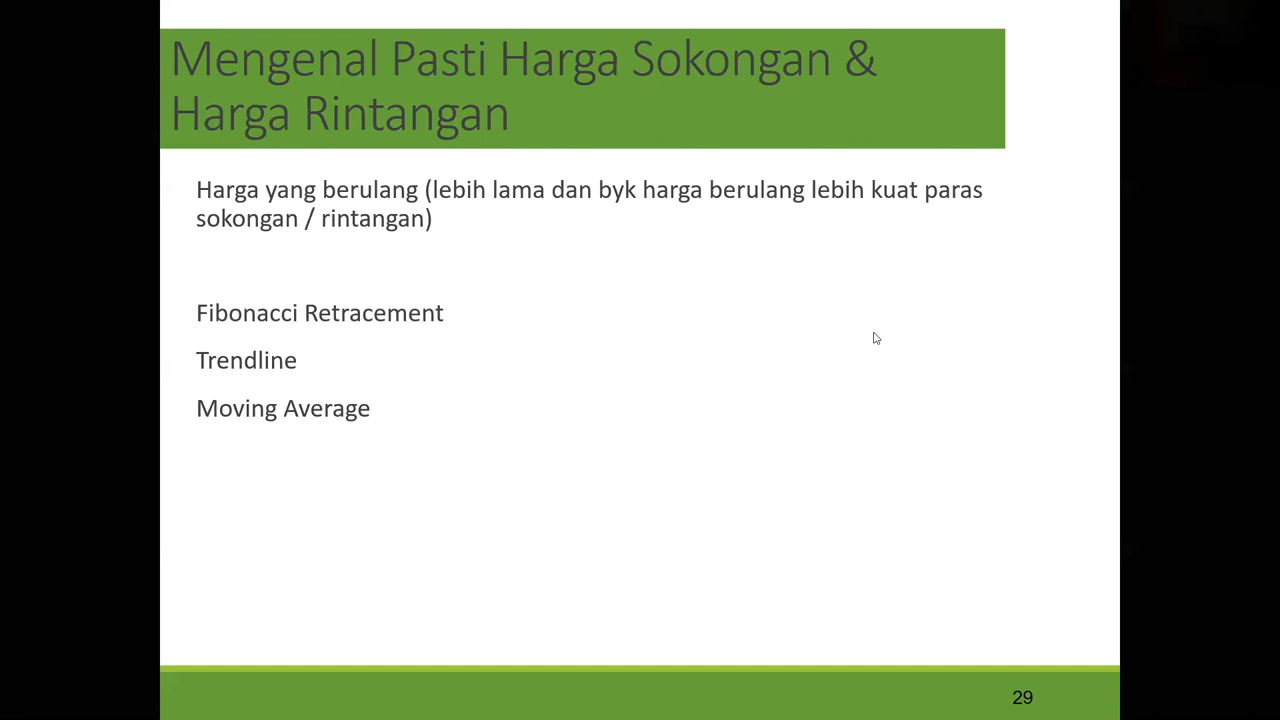 Mengenal Pasti Harga Sokongan &
Harga Rintangan
Harga yang berulang (lebih lama dan byk harga berulang lebih kuat paras
sokongan / rintangan)
Fibonacci Retracement
Trendline
Moving Average
29